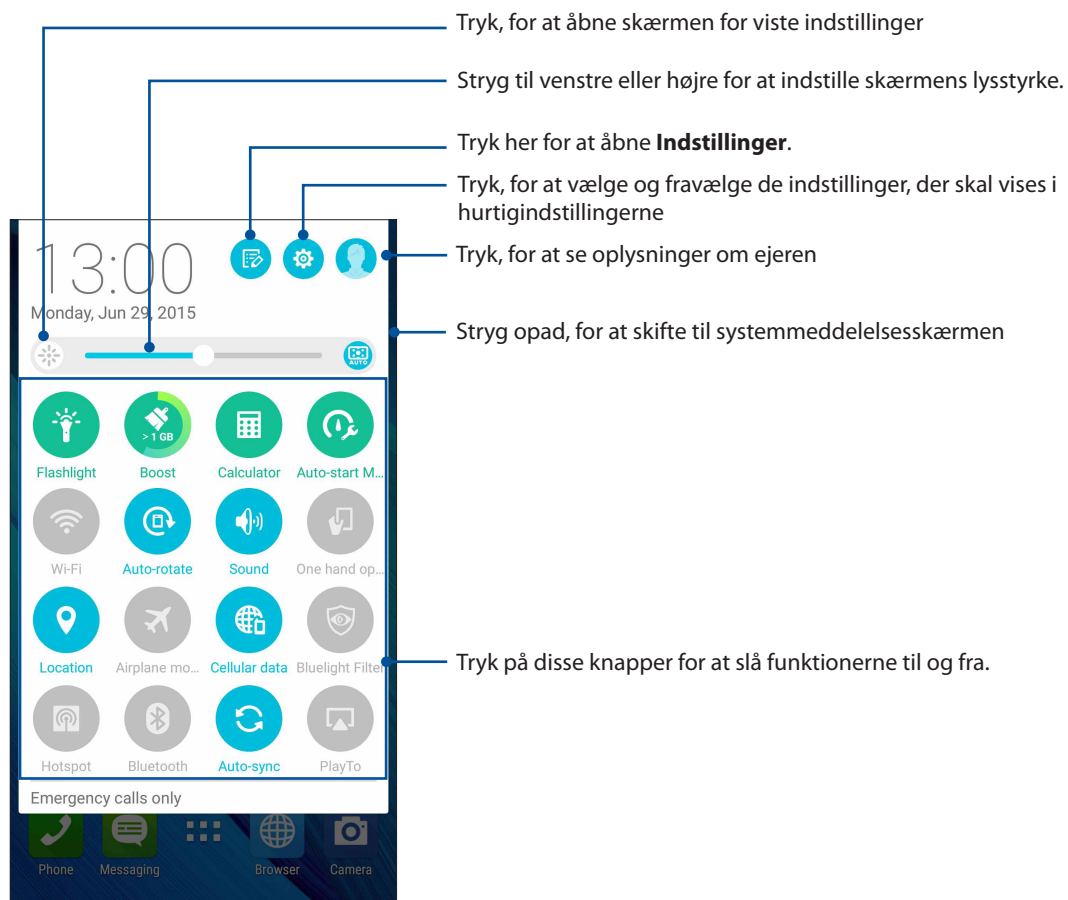 Tryk, for at åbne skærmen for viste indstillinger
Stryg til venstre eller højre for at indstille skærmens lysstyrke.
Tryk her for at åbne Indstillinger.
Tryk, for at vælge og fravælge de indstillinger, der skal vises i
hurtigindstillingerne
Tryk, for at se oplysninger om ejeren
Stryg opad, for at skifte til systemmeddelelsesskærmen
Tryk på disse knapper for at slå funktionerne til og fra.
13:00
Monday, Jun 29, 2015
AUTO
> 1 GB
Flashlight Boost Calculator Auto-start M...
Wi-Fi Auto-rotate Sound One hand op...
Location Airplane mo... Cellular data Bluelight Filter
Hotspot Bluetooth Auto-sync PlayTo
Emergency calls only
Phone Messaging Browser Camera